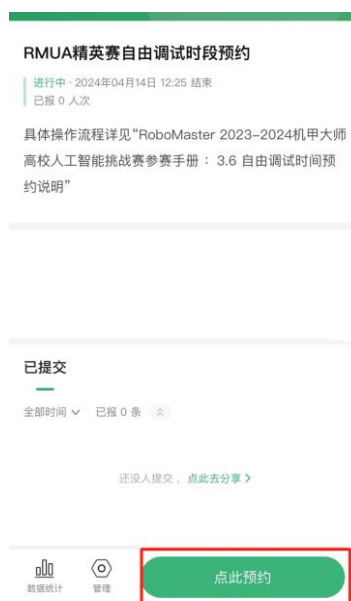 RMUA精英赛自由调试时段预约
进行中 · 2024年04月14日 12:25 结束
已报 0 人次
具体操作流程详见“RoboMaster 2023–2024机甲大师
高校人工智能挑战赛参赛手册 : 3.6 自由调试时间预
约说明”
已提交
全部时间 已报 0 条
还没人提交 , 点此去分享
数据统计 管理 点此预约